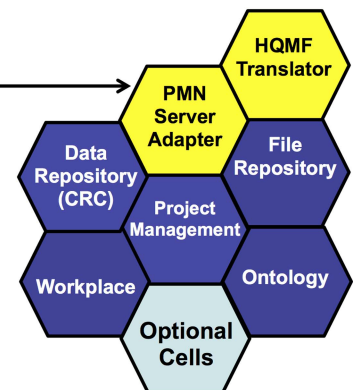 HQMF
Translator
PMN
Server
Adapter
Data
Repository
(CRC)
File
Repository
Project
Management
Workplace
Ontology
Optional
Cells